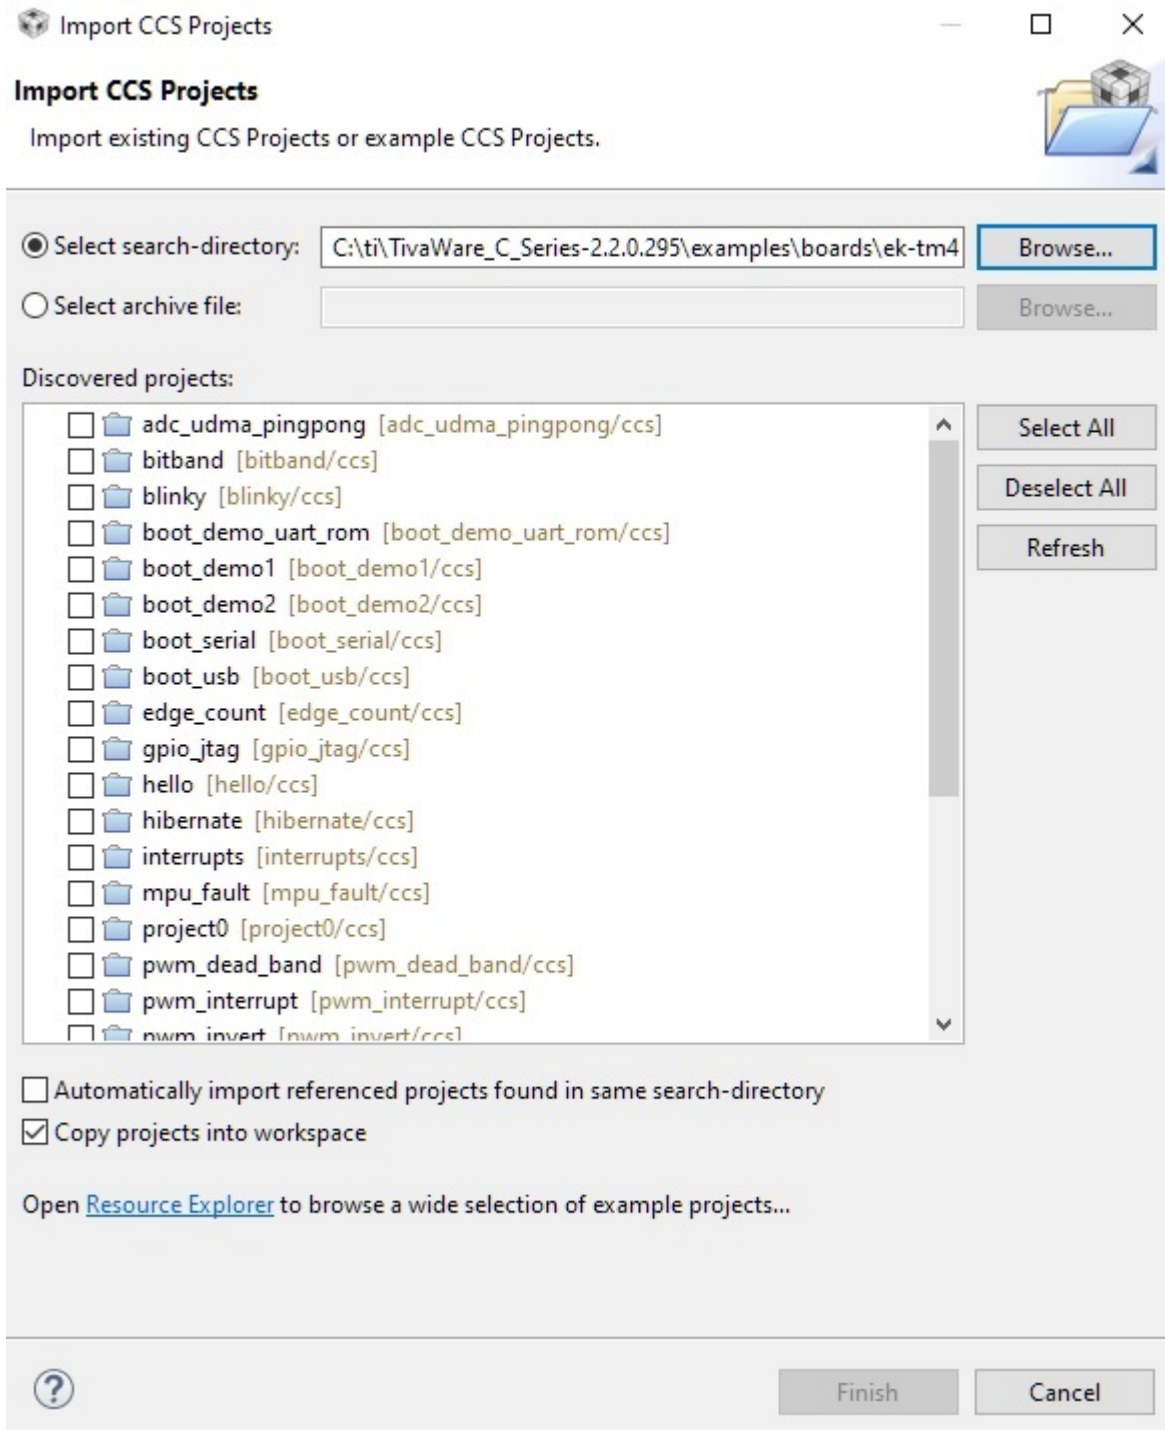 Import CCS Projects
Import CCS Projects
Import existing CCS Projects or example CCS Projects.
Select search-directory: C:\ti\TivaWare_C_Series-2.2.0.295\examples\boards\ek-tm4 Browse...
Select archive file: Browse...
Discovered projects:
adc_udma_pingpong [adc_udma_pingpong/ccs] Select All
bitband [bitband/ccs]
blinky [blinky/ccs] Deselect All
boot_demo_uart_rom [boot_demo_uart_rom/ccs] Refresh
boot_demo1 [boot_demo1/ccs]
boot_demo2 [boot_demo2/ccs]
boot_serial [boot_serial/ccs]
boot_usb [boot_usb/ccs]
edge_count [edge_count/ccs]
gpio_jtag [gpio_jtag/ccs]
hello [hello/ccs]
hibernate [hibernate/ccs]
interrupts [interrupts/ccs]
mpu_fault [mpu_fault/ccs]
project0 [project0/ccs]
pwm_dead_band [pwm_dead_band/ccs]
pwm_interrupt [pwm_interrupt/ccs]
pwm_invert [pwm_invert/ccs]
Automatically import referenced projects found in same search-directory
Copy projects into workspace
Open Resource Explorer to browse a wide selection of example projects...
? Finish Cancel